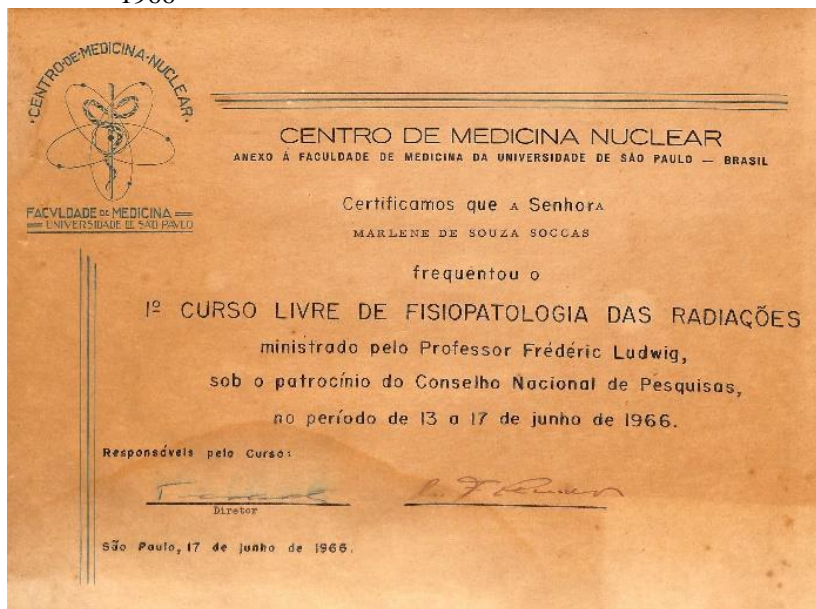 1966
·CENTRO·DE·MEDICINA·NUCLEAR·
FACVLDADE DE MEDICINA
UNIVERSIDADE DE SÃO PAVLO
CENTRO DE MEDICINA NUCLEAR
ANEXO À FACULDADE DE MEDICINA DA UNIVERSIDADE DE SÃO PAULO — BRASIL
Certificamos que A SenhorA
MARLENE DE SOUZA SOCCAS
frequentou o
1º CURSO LIVRE DE FISIOPATOLOGIA DAS RADIAÇÕES
ministrado pelo Professor Frédéric Ludwig,
sob o patrocínio do Conselho Nacional de Pesquisas,
no período de 13 a 17 de junho de 1966.
Responsáveis pelo Curso:
Diretor
São Paulo, 17 de junho de 1966.